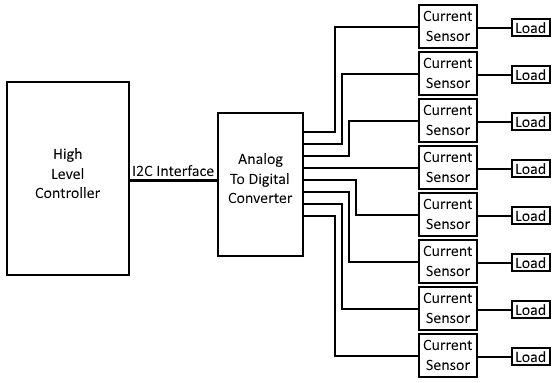 High
Level
Controller
I2C Interface
Analog
To Digital
Converter
Current
Sensor
Load
Current
Sensor
Load
Current
Sensor
Load
Current
Sensor
Load
Current
Sensor
Load
Current
Sensor
Load
Current
Sensor
Load
Current
Sensor
Load